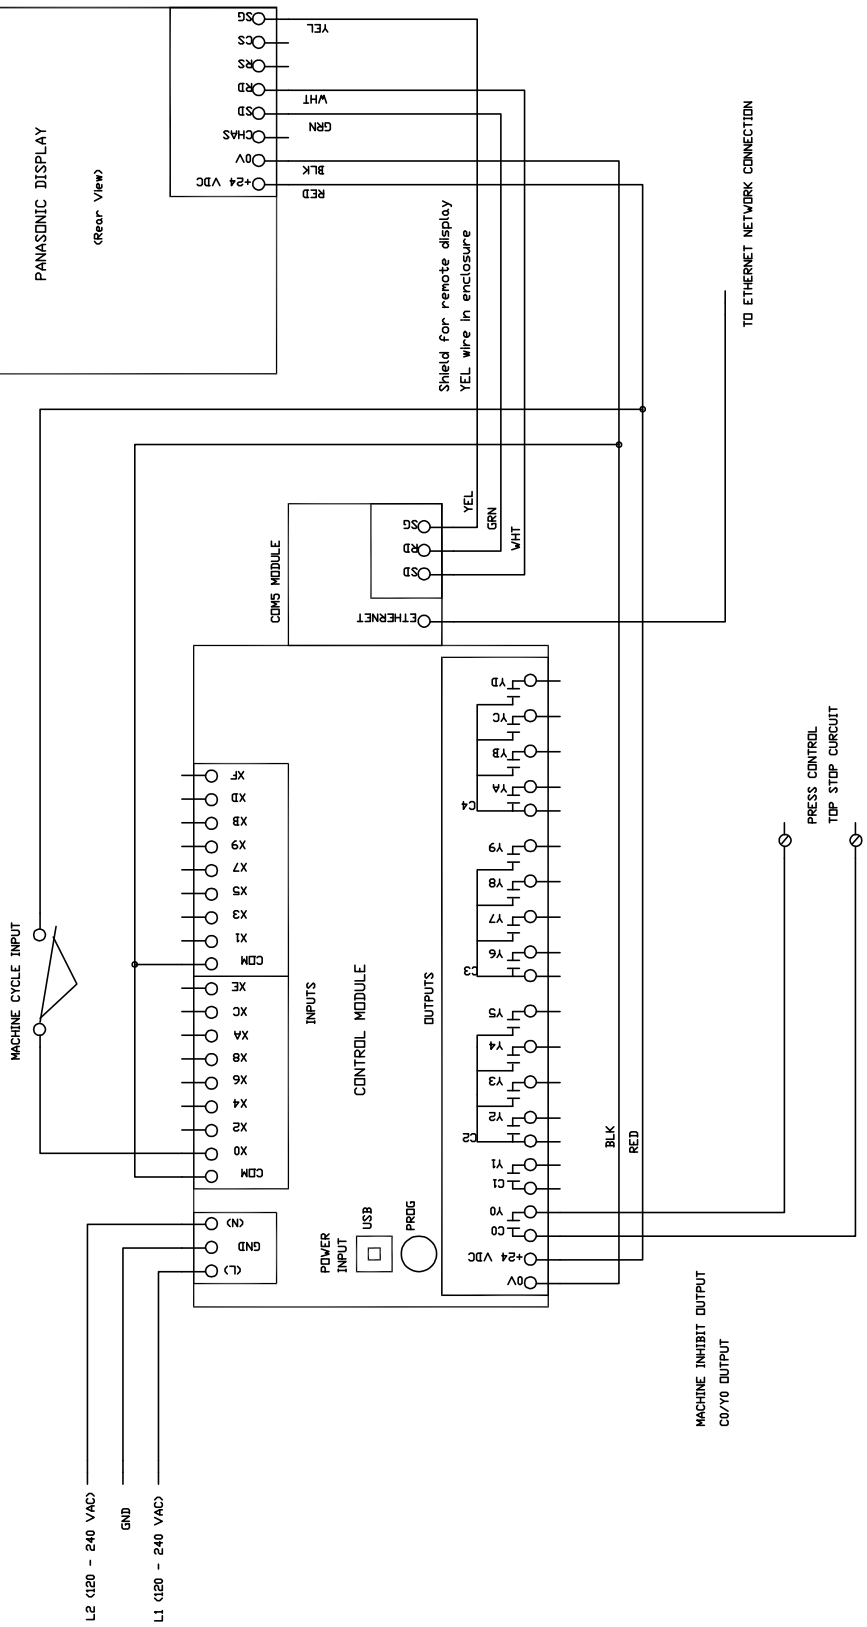 PANASONIC DISPLAY
(Rear View)
SG
CS
RS
RD
SD
CHAS
0V
+24 VDC
YEL
WHT
GRN
BLK
RED
Shield for remote display
YEL wire in enclosure
TO ETHERNET NETWORK CONNECTION
COM5 MODULE
SG
RD
SD
ETHERNET
YEL
GRN
WHT
MACHINE CYCLE INPUT
XF
XD
XB
X9
X7
X5
X3
X1
COM
XE
XC
XA
X8
X6
X4
X2
X0
COM
INPUTS
CONTROL MODULE
OUTPUTS
YD
YC
YB
YA
C4
Y9
Y8
Y7
Y6
C3
Y5
Y4
Y3
Y2
C2
Y1
C1
Y0
C0
+24 VDC
0V
BLK
RED
PRESS CONTROL
TOP STOP CURCUIT
(N)
GND
(L)
POWER
INPUT
USB
PROG
MACHINE INHIBIT OUTPUT
C0/Y0 OUTPUT
L2 (120 - 240 VAC)
GND
L1 (120 - 240 VAC)